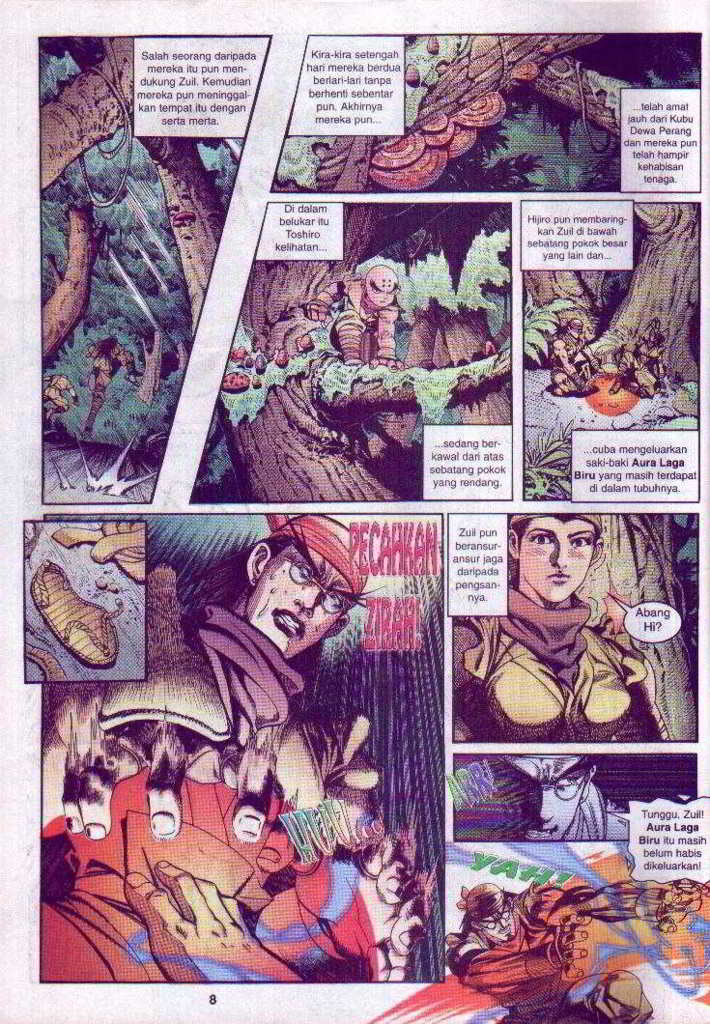 Salah seorang daripada
mereka itu pun men-
dukung Zuil. Kemudian
mereka pun meninggal-
kan tempat itu dengan
serta merta.
Kira-kira setengah
hari mereka berdua
berlari-lari tanpa
berhenti sebentar
pun. Akhirnya
mereka pun...
...telah amat
jauh dari Kubu
Dewa Perang
dan mereka pun
telah hampir
kehabisan
tenaga.
Di dalam
belukar itu
Toshiro
kelihatan...
...sedang ber-
kawal dari atas
sebatang pokok
yang rendang.
Hijiro pun membaring-
kan Zuil di bawah
sebatang pokok besar
yang lain dan...
...cuba mengeluarkan
saki-baki Aura Laga
Biru yang masih terdapat
di dalam tubuhnya.
PECAHKAN
ZIRAH!
Zuil pun
beransur-
ansur jaga
daripada
pengsan-
nya.
Abang
Hi?
Tunggu, Zuil!
Aura Laga
Biru itu masih
belum habis
dikeluarkan!
YAH!
8